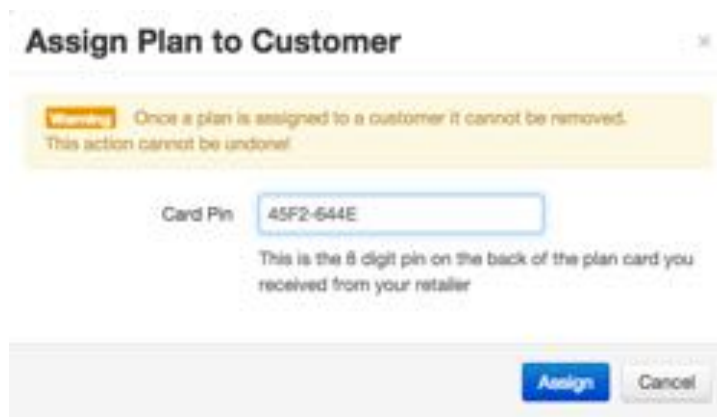 Assign Plan to Customer
×
Warning Once a plan is assigned to a customer it cannot be removed.
This action cannot be undone!
Card Pin 45F2-644E
This is the 8 digit pin on the back of the plan card you
received from your retailer
Assign Cancel